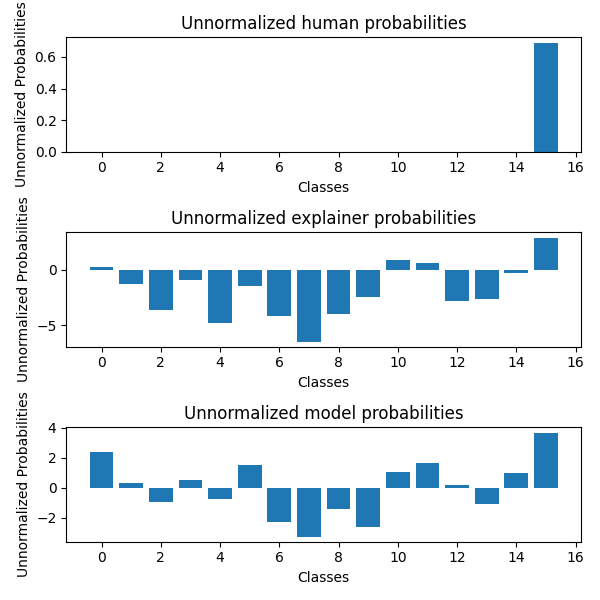 Unnormalized human probabilities
Unnormalized Probabilities
0.6
0.4
0.2
0.0
0 2 4 6 8 10 12 14 16
Classes
Unnormalized explainer probabilities
Unnormalized Probabilities
0
−5
0 2 4 6 8 10 12 14 16
Classes
Unnormalized model probabilities
Unnormalized Probabilities
4
2
0
−2
0 2 4 6 8 10 12 14 16
Classes